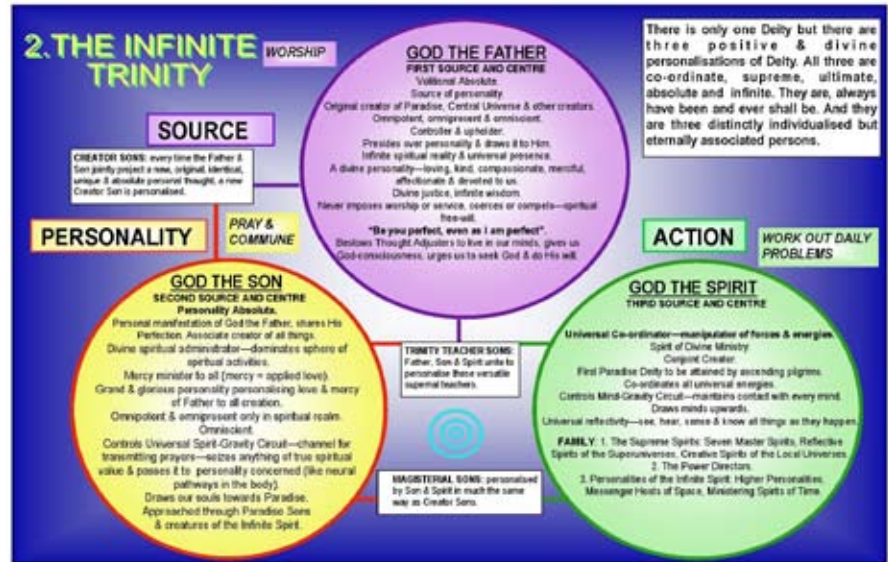 2.THE INFINITE
TRINITY
WORSHIP
GOD THE FATHER
FIRST SOURCE AND CENTRE
Volitional Absolute.
Source of personality.
Original creator of Paradise, Central Universe & other creators.
Omnipotent, omnipresent & omniscient.
Controller & upholder.
Presides over personality & draws it to Him.
Infinite spiritual reality & universal presence.
A divine personality—loving, kind, compassionate, merciful,
affectionate & devoted to us.
Divine justice, infinite wisdom.
Never imposes worship or service, coerces or compels—spiritual
free-will.
"Be you perfect, even as I am perfect".
Bestows Thought Adjusters to live in our minds, gives us
God-consciousness, urges us to seek God & do His will.
There is only one Deity but there are
three positive & divine
personalisations of Deity. All three are
co-ordinate, supreme, ultimate,
absolute and infinite. They are, always
have been and ever shall be. And they
are three distinctly individualised but
eternally associated persons.
SOURCE
CREATOR SONS: every time the Father &
Son jointly project a new, original, identical,
unique & absolute personal thought, a new
Creator Son is personalised.
PERSONALITY
PRAY &
COMMUNE
ACTION
WORK OUT DAILY
PROBLEMS
GOD THE SON
SECOND SOURCE AND CENTRE
Personality Absolute.
Personal manifestation of God the Father, shares His
Perfection. Associate creator of all things.
Divine spiritual administrator—dominates sphere of
spiritual activities.
Mercy minister to all (mercy = applied love).
Grand & glorious personality personalising love & mercy
of Father to all creation.
Omnipotent & omnipresent only in spiritual realm.
Omniscient.
Controls Universal Spirit-Gravity Circuit—channel for
transmitting prayers—seizes anything of true spiritual
value & passes it to personality concerned (like neural
pathways in the body).
Draws our souls towards Paradise.
Approached through Paradise Sons
& creatures of the Infinite Spirit.
TRINITY TEACHER SONS:
Father, Son & Spirit unite to
personalise these versatile
supernal teachers.
MAGISTERIAL SONS: personalised
by Son & Spirit in much the same
way as Creator Sons.
GOD THE SPIRIT
THIRD SOURCE AND CENTRE
Universal Co-ordinator—manipulator of forces & energies.
Spirit of Divine Ministry.
Conjoint Creator.
First Paradise Deity to be attained by ascending pilgrims.
Co-ordinates all universal energies.
Controls Mind-Gravity Circuit—maintains contact with every mind.
Draws minds upwards.
Universal reflectivity—see, hear, sense & know all things as they happen.
FAMILY: 1. The Supreme Spirits: Seven Master Spirits, Reflective
Spirits of the Superuniverses, Creative Spirits of the Local Universes.
2. The Power Directors.
3. Personalities of the Infinite Spirit: Higher Personalities,
Messenger Hosts of Space, Ministering Spirits of Time.